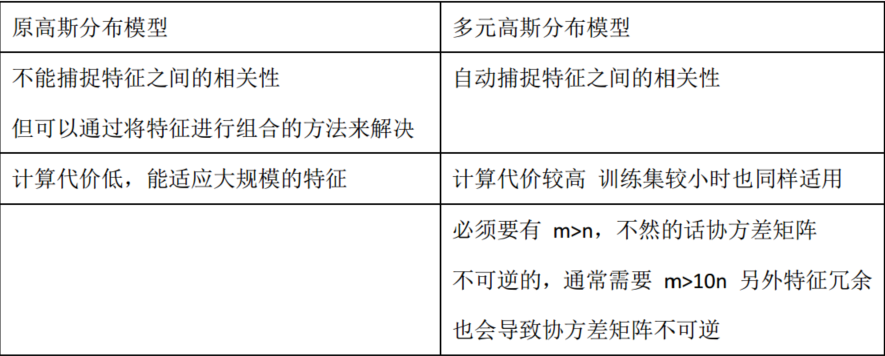 原高斯分布模型
多元高斯分布模型
不能捕捉特征之间的相关性
但可以通过将特征进行组合的方法来解决
自动捕捉特征之间的相关性
计算代价低，能适应大规模的特征
计算代价较高 训练集较小时也同样适用
必须要有 m>n，不然的话协方差矩阵
不可逆的，通常需要 m>10n 另外特征冗余
也会导致协方差矩阵不可逆